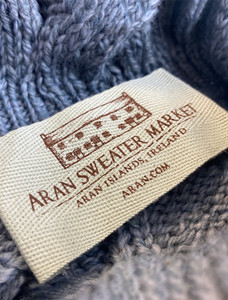 ARAN SWEATER MARKET
ARAN ISLANDS, IRELAND
ARAN.COM